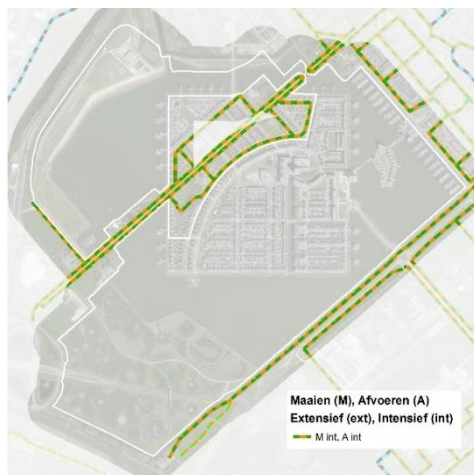 Maaien (M), Afvoeren (A)
Extensief (ext), Intensief (int)
M int, A int